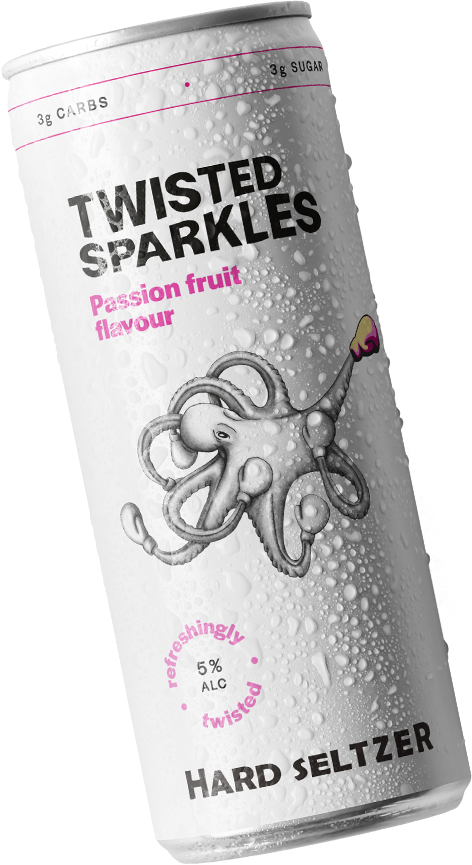 3g CARBS
3g SUGAR
TWISTED
SPARKLES
Passion fruit
flavour
refreshingly
5%
ALC
twisted
HARD SELTZER